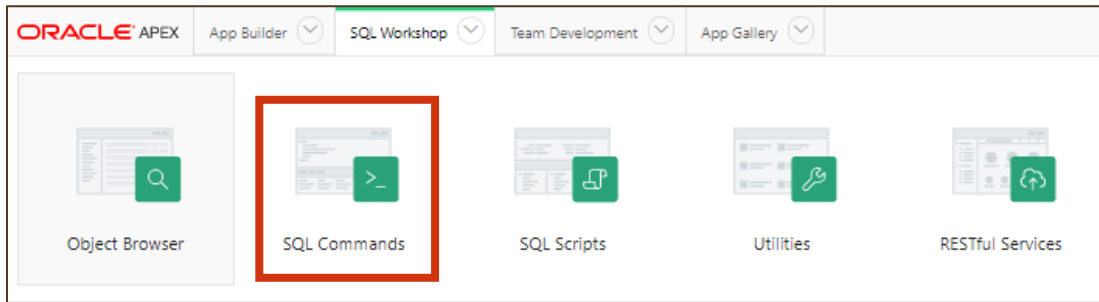 ORACLE APEX App Builder SQL Workshop Team Development App Gallery
Object Browser SQL Commands SQL Scripts Utilities RESTful Services